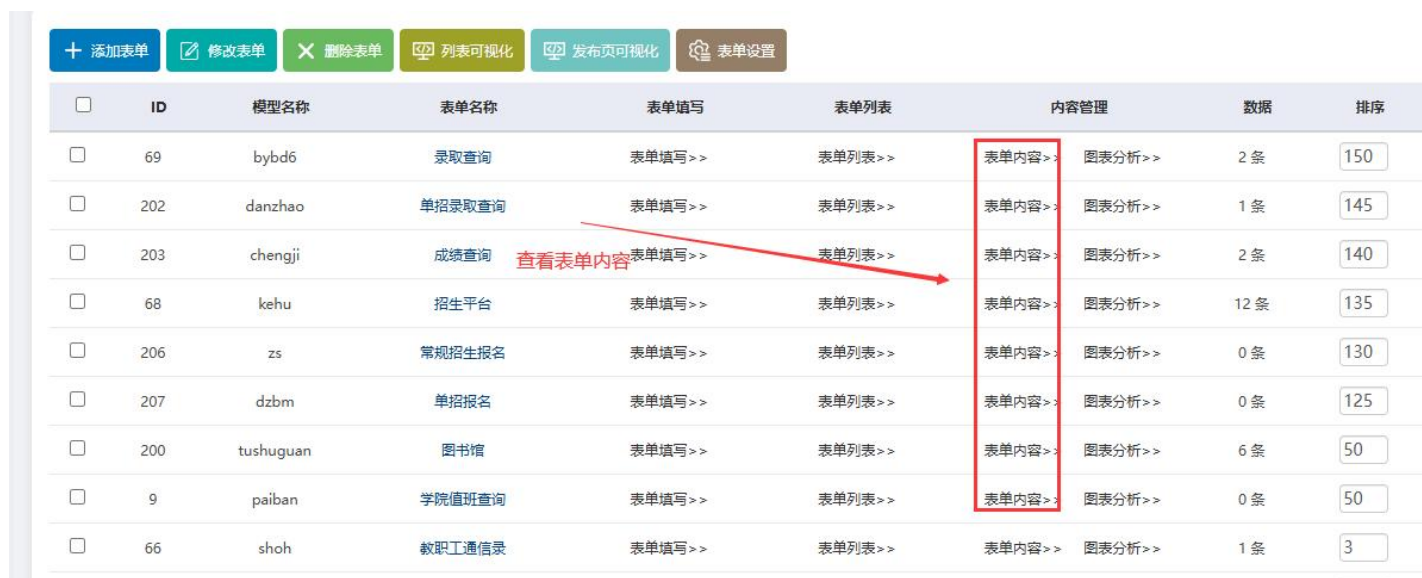 添加表单 修改表单 删除表单 列表可视化 发布页可视化 表单设置
ID 模型名称 表单名称 表单填写 表单列表 内容管理 数据 排序
69 bybd6 录取查询 表单填写>> 表单列表>> 表单内容>> 图表分析>> 2 条 150
202 danzhao 单招录取查询 表单填写>> 表单列表>> 表单内容>> 图表分析>> 1 条 145
203 chengji 成绩查询 表单填写>> 表单列表>> 表单内容>> 图表分析>> 2 条 140
查看表单内容
68 kehu 招生平台 表单填写>> 表单列表>> 表单内容>> 图表分析>> 12 条 135
206 zs 常规招生报名 表单填写>> 表单列表>> 表单内容>> 图表分析>> 0 条 130
207 dzbm 单招报名 表单填写>> 表单列表>> 表单内容>> 图表分析>> 0 条 125
200 tushuguan 图书馆 表单填写>> 表单列表>> 表单内容>> 图表分析>> 6 条 50
9 paiban 学院值班查询 表单填写>> 表单列表>> 表单内容>> 图表分析>> 0 条 50
66 shoh 教职工通信录 表单填写>> 表单列表>> 表单内容>> 图表分析>> 1 条 3